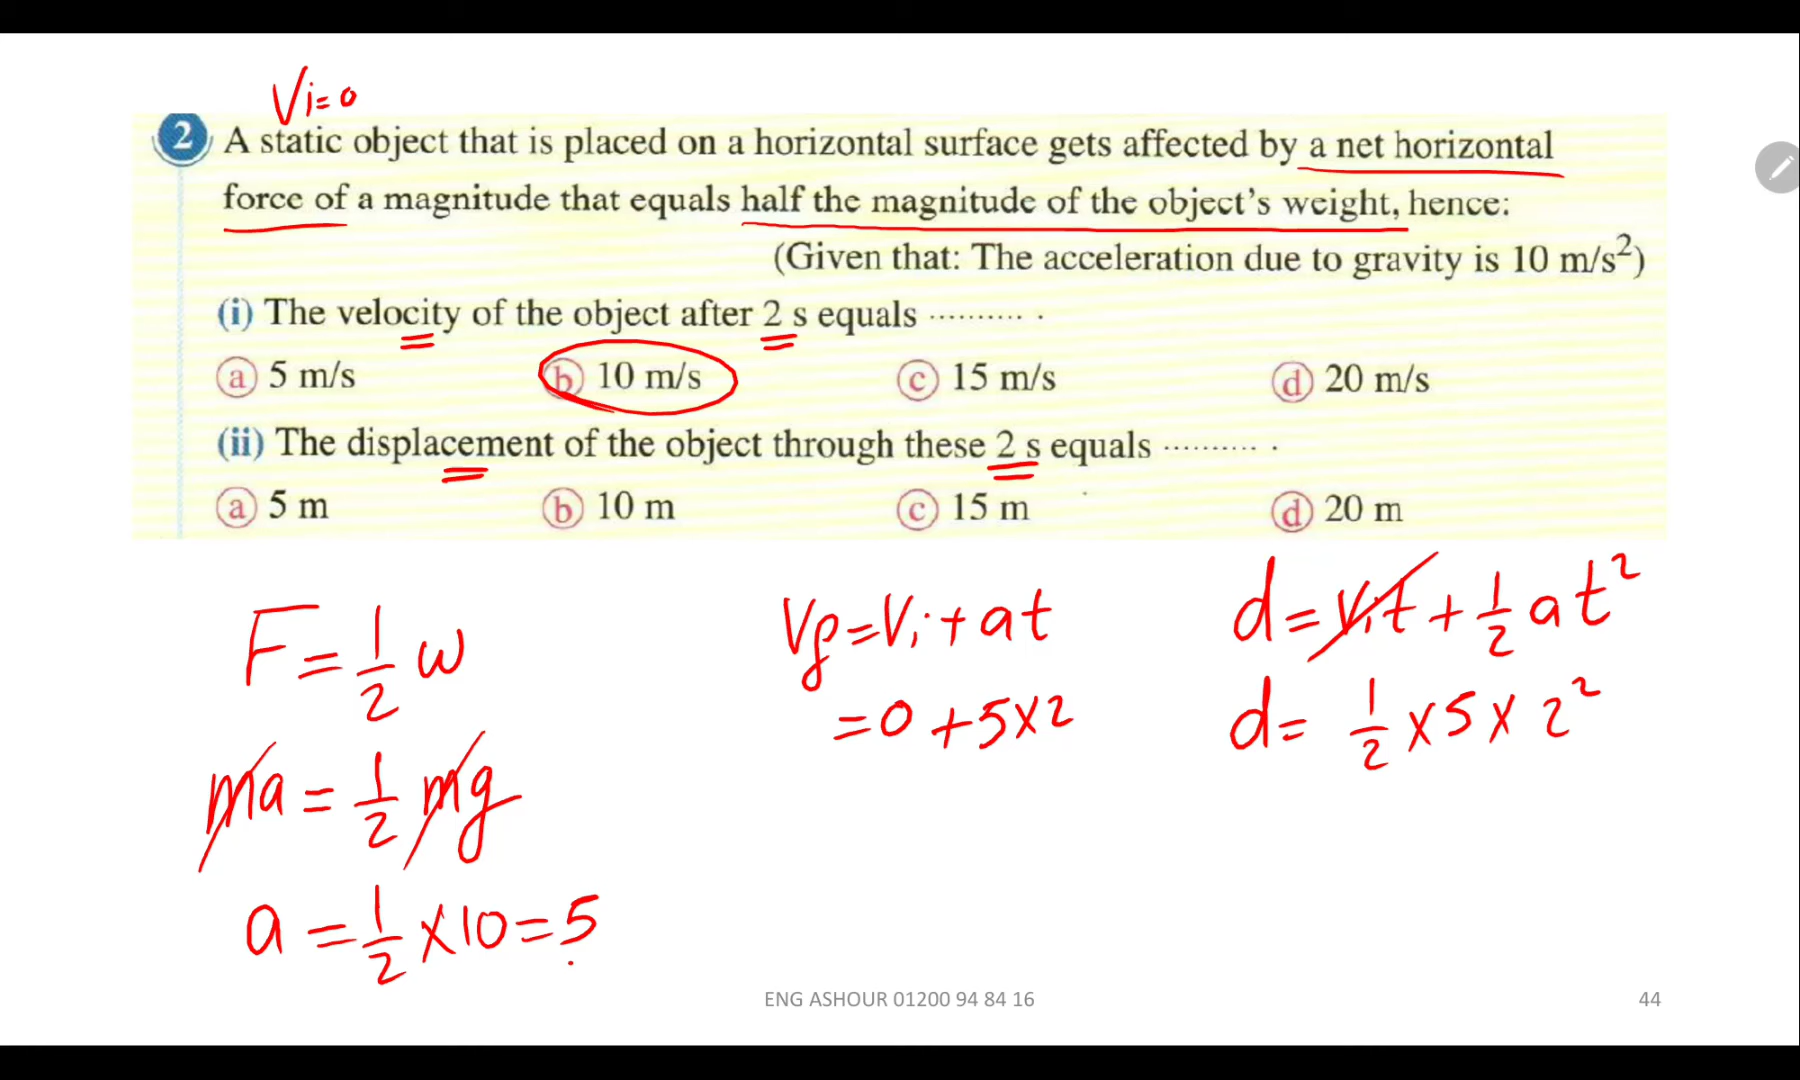 Vi=0
2 A static object that is placed on a horizontal surface gets affected by a net horizontal
force of a magnitude that equals half the magnitude of the object's weight, hence:
(Given that: The acceleration due to gravity is 10 m/s²)
(i) The velocity of the object after 2 s equals .......... .
a 5 m/s b 10 m/s c 15 m/s d 20 m/s
(ii) The displacement of the object through these 2 s equals .......... .
a 5 m b 10 m c 15 m d 20 m
F = 1/2 w
ma = 1/2 mg
a = 1/2 × 10 = 5
Vf = Vi + at
= 0 + 5×2
d = Vit + 1/2 at²
d = 1/2 × 5 × 2²
ENG ASHOUR 01200 94 84 16
44